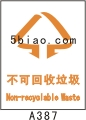 5biao.com
不可回收垃圾
Non-recyclable Waste
A387